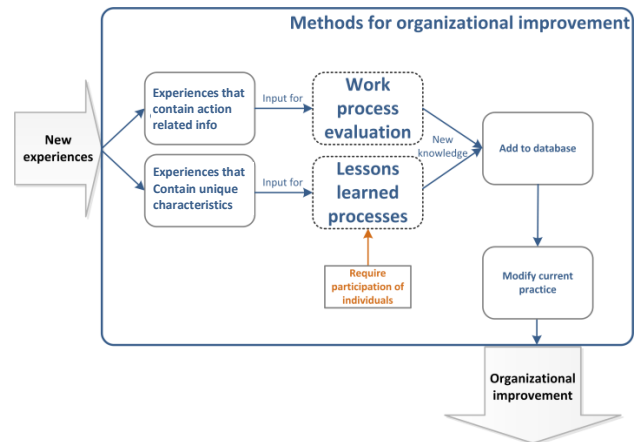 Methods for organizational improvement
New
experiences
Experiences that
contain action
related info
Input for
Work
process
evaluation
Experiences that
Contain unique
characteristics
Input for
Lessons
learned
processes
New
knowledge
Add to database
Require
participation of
individuals
Modify current
practice
Organizational
improvement